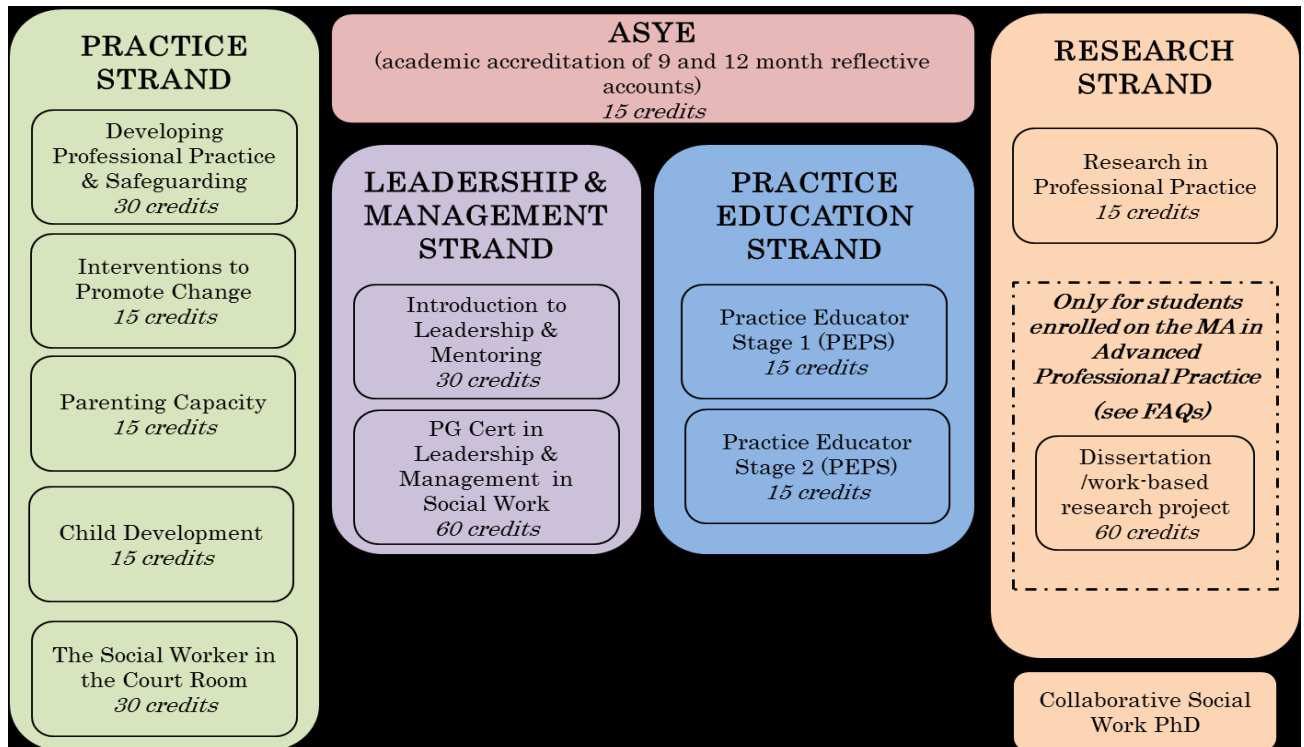 PRACTICE
STRAND
Developing
Professional Practice
& Safeguarding
30 credits
Interventions to
Promote Change
15 credits
Parenting Capacity
15 credits
Child Development
15 credits
The Social Worker in
the Court Room
30 credits
ASYE
(academic accreditation of 9 and 12 month reflective
accounts)
15 credits
LEADERSHIP &
MANAGEMENT
STRAND
Introduction to
Leadership &
Mentoring
30 credits
PG Cert in
Leadership &
Management in
Social Work
60 credits
PRACTICE
EDUCATION
STRAND
Practice Educator
Stage 1 (PEPS)
15 credits
Practice Educator
Stage 2 (PEPS)
15 credits
RESEARCH
STRAND
Research in
Professional Practice
15 credits
Only for students
enrolled on the MA in
Advanced
Professional Practice
(see FAQs)
Dissertation
/work-based
research project
60 credits
Collaborative Social
Work PhD